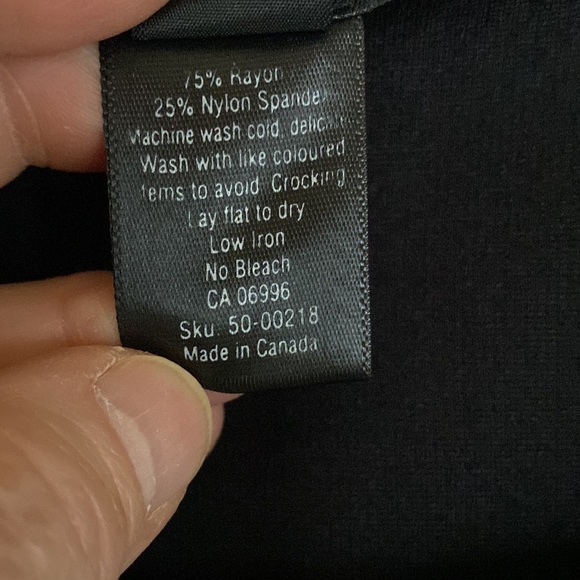 75% Rayon
25% Nylon Spandex
Machine wash cold, delicate
Wash with like coloured
items to avoid. Crocking
Lay flat to dry
Low Iron
No Bleach
CA 06996
Sku. 50-00218
Made in Canada